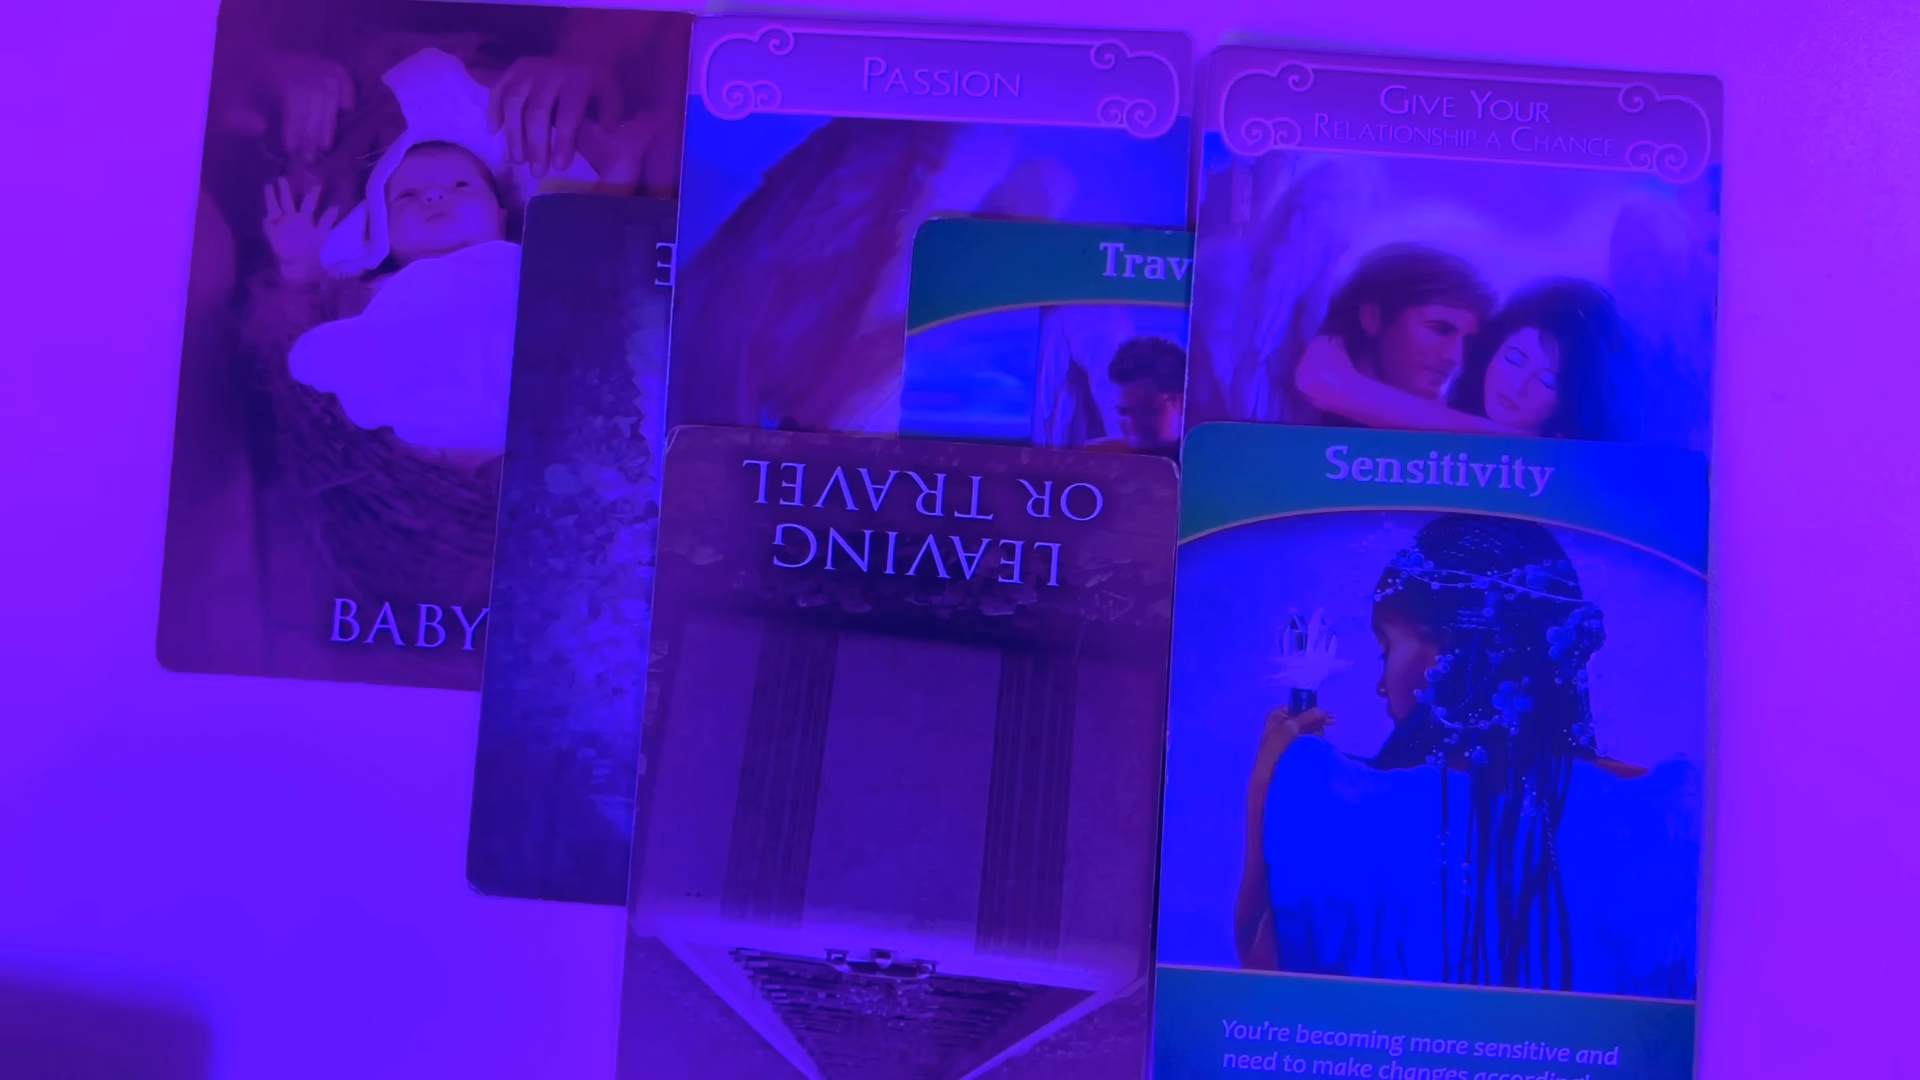 PASSION
GIVE YOUR
RELATIONSHIP A CHANCE
Trav
Sensitivity
LEAVING
OR TRAVEL
BABY
You're becoming more sensitive and
need to make changes